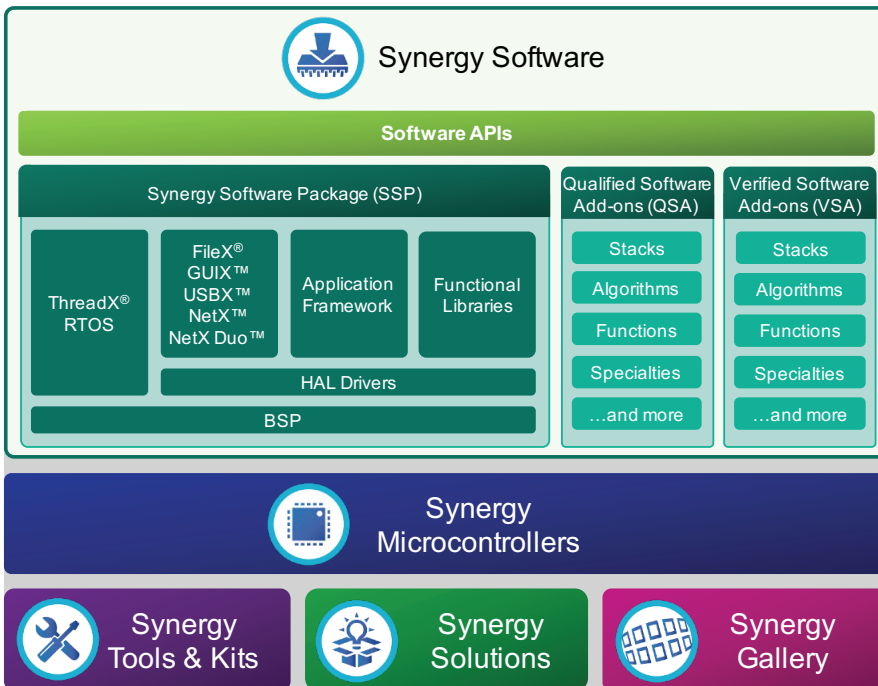 Synergy Software
Software APIs
Synergy Software Package (SSP)
ThreadX®
RTOS
FileX®
GUIX™
USBX™
NetX™
NetX Duo™
Application
Framework
Functional
Libraries
HAL Drivers
BSP
Qualified Software
Add-ons (QSA)
Stacks
Algorithms
Functions
Specialties
...and more
Verified Software
Add-ons (VSA)
Stacks
Algorithms
Functions
Specialties
...and more
Synergy
Microcontrollers
Synergy
Tools & Kits
Synergy
Solutions
Synergy
Gallery